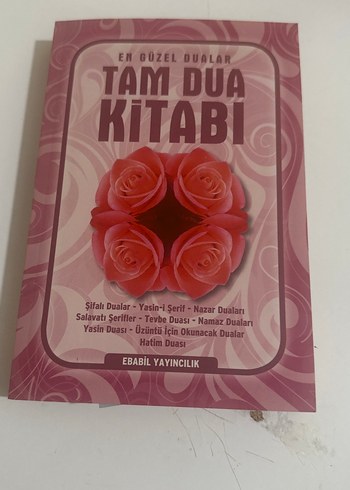 EN GÜZEL DUALAR
TAM DUA
KİTABI
Şifalı Dualar - Yasin-i Şerif - Nazar Duaları
Salavatı Şerifler - Tevbe Duası - Namaz Duaları
Yasin Duası - Üzüntü İçin Okunacak Dualar
Hatim Duası
EBABİL YAYINCILIK